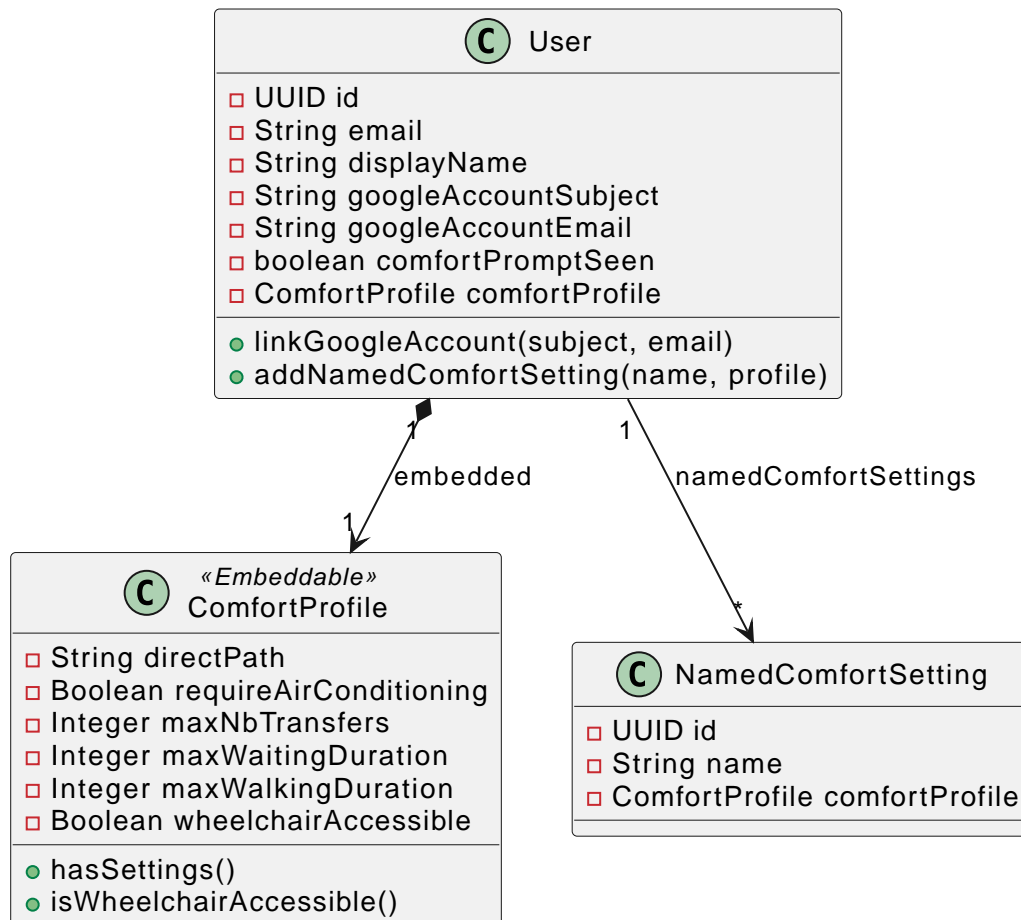 C User
UUID id
String email
String displayName
String googleAccountSubject
String googleAccountEmail
boolean comfortPromptSeen
ComfortProfile comfortProfile
linkGoogleAccount(subject, email)
addNamedComfortSetting(name, profile)
1
1
embedded
namedComfortSettings
1
*
«Embeddable»
C ComfortProfile
String directPath
Boolean requireAirConditioning
Integer maxNbTransfers
Integer maxWaitingDuration
Integer maxWalkingDuration
Boolean wheelchairAccessible
hasSettings()
isWheelchairAccessible()
C NamedComfortSetting
UUID id
String name
ComfortProfile comfortProfile